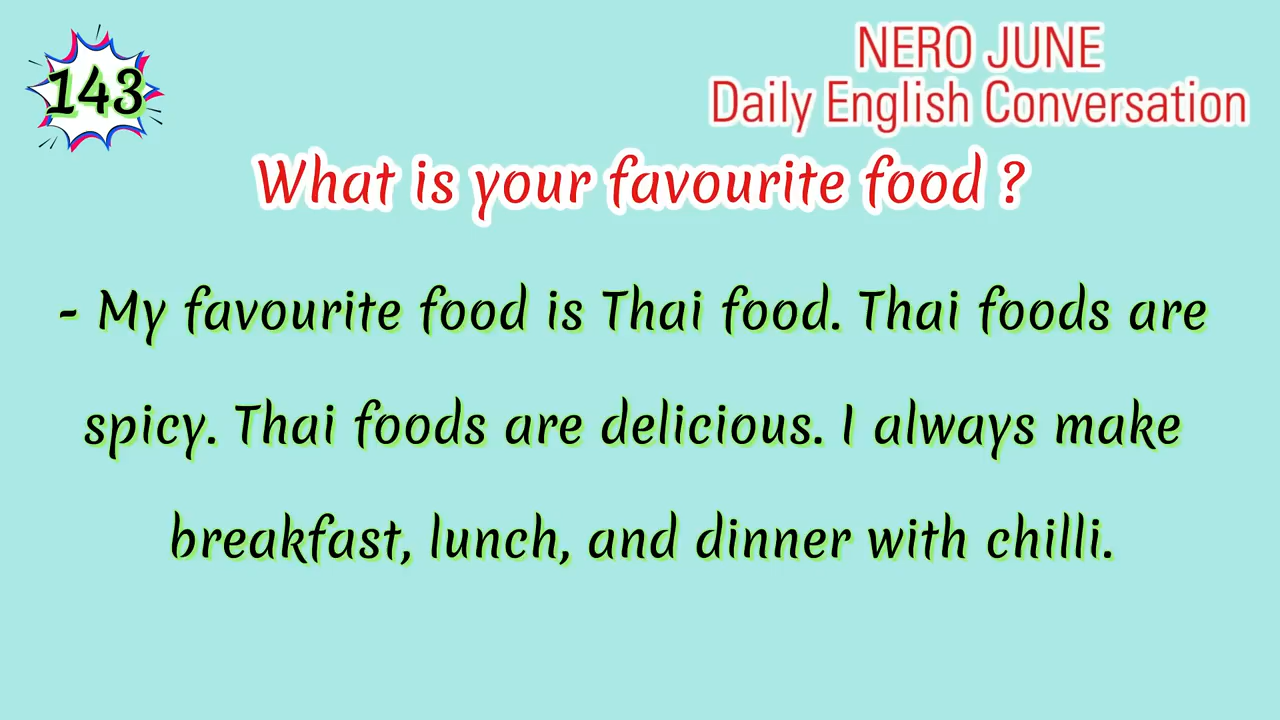 143
NERO JUNE
Daily English Conversation
What is your favourite food ?
- My favourite food is Thai food. Thai foods are
spicy. Thai foods are delicious. I always make
breakfast, lunch, and dinner with chilli.